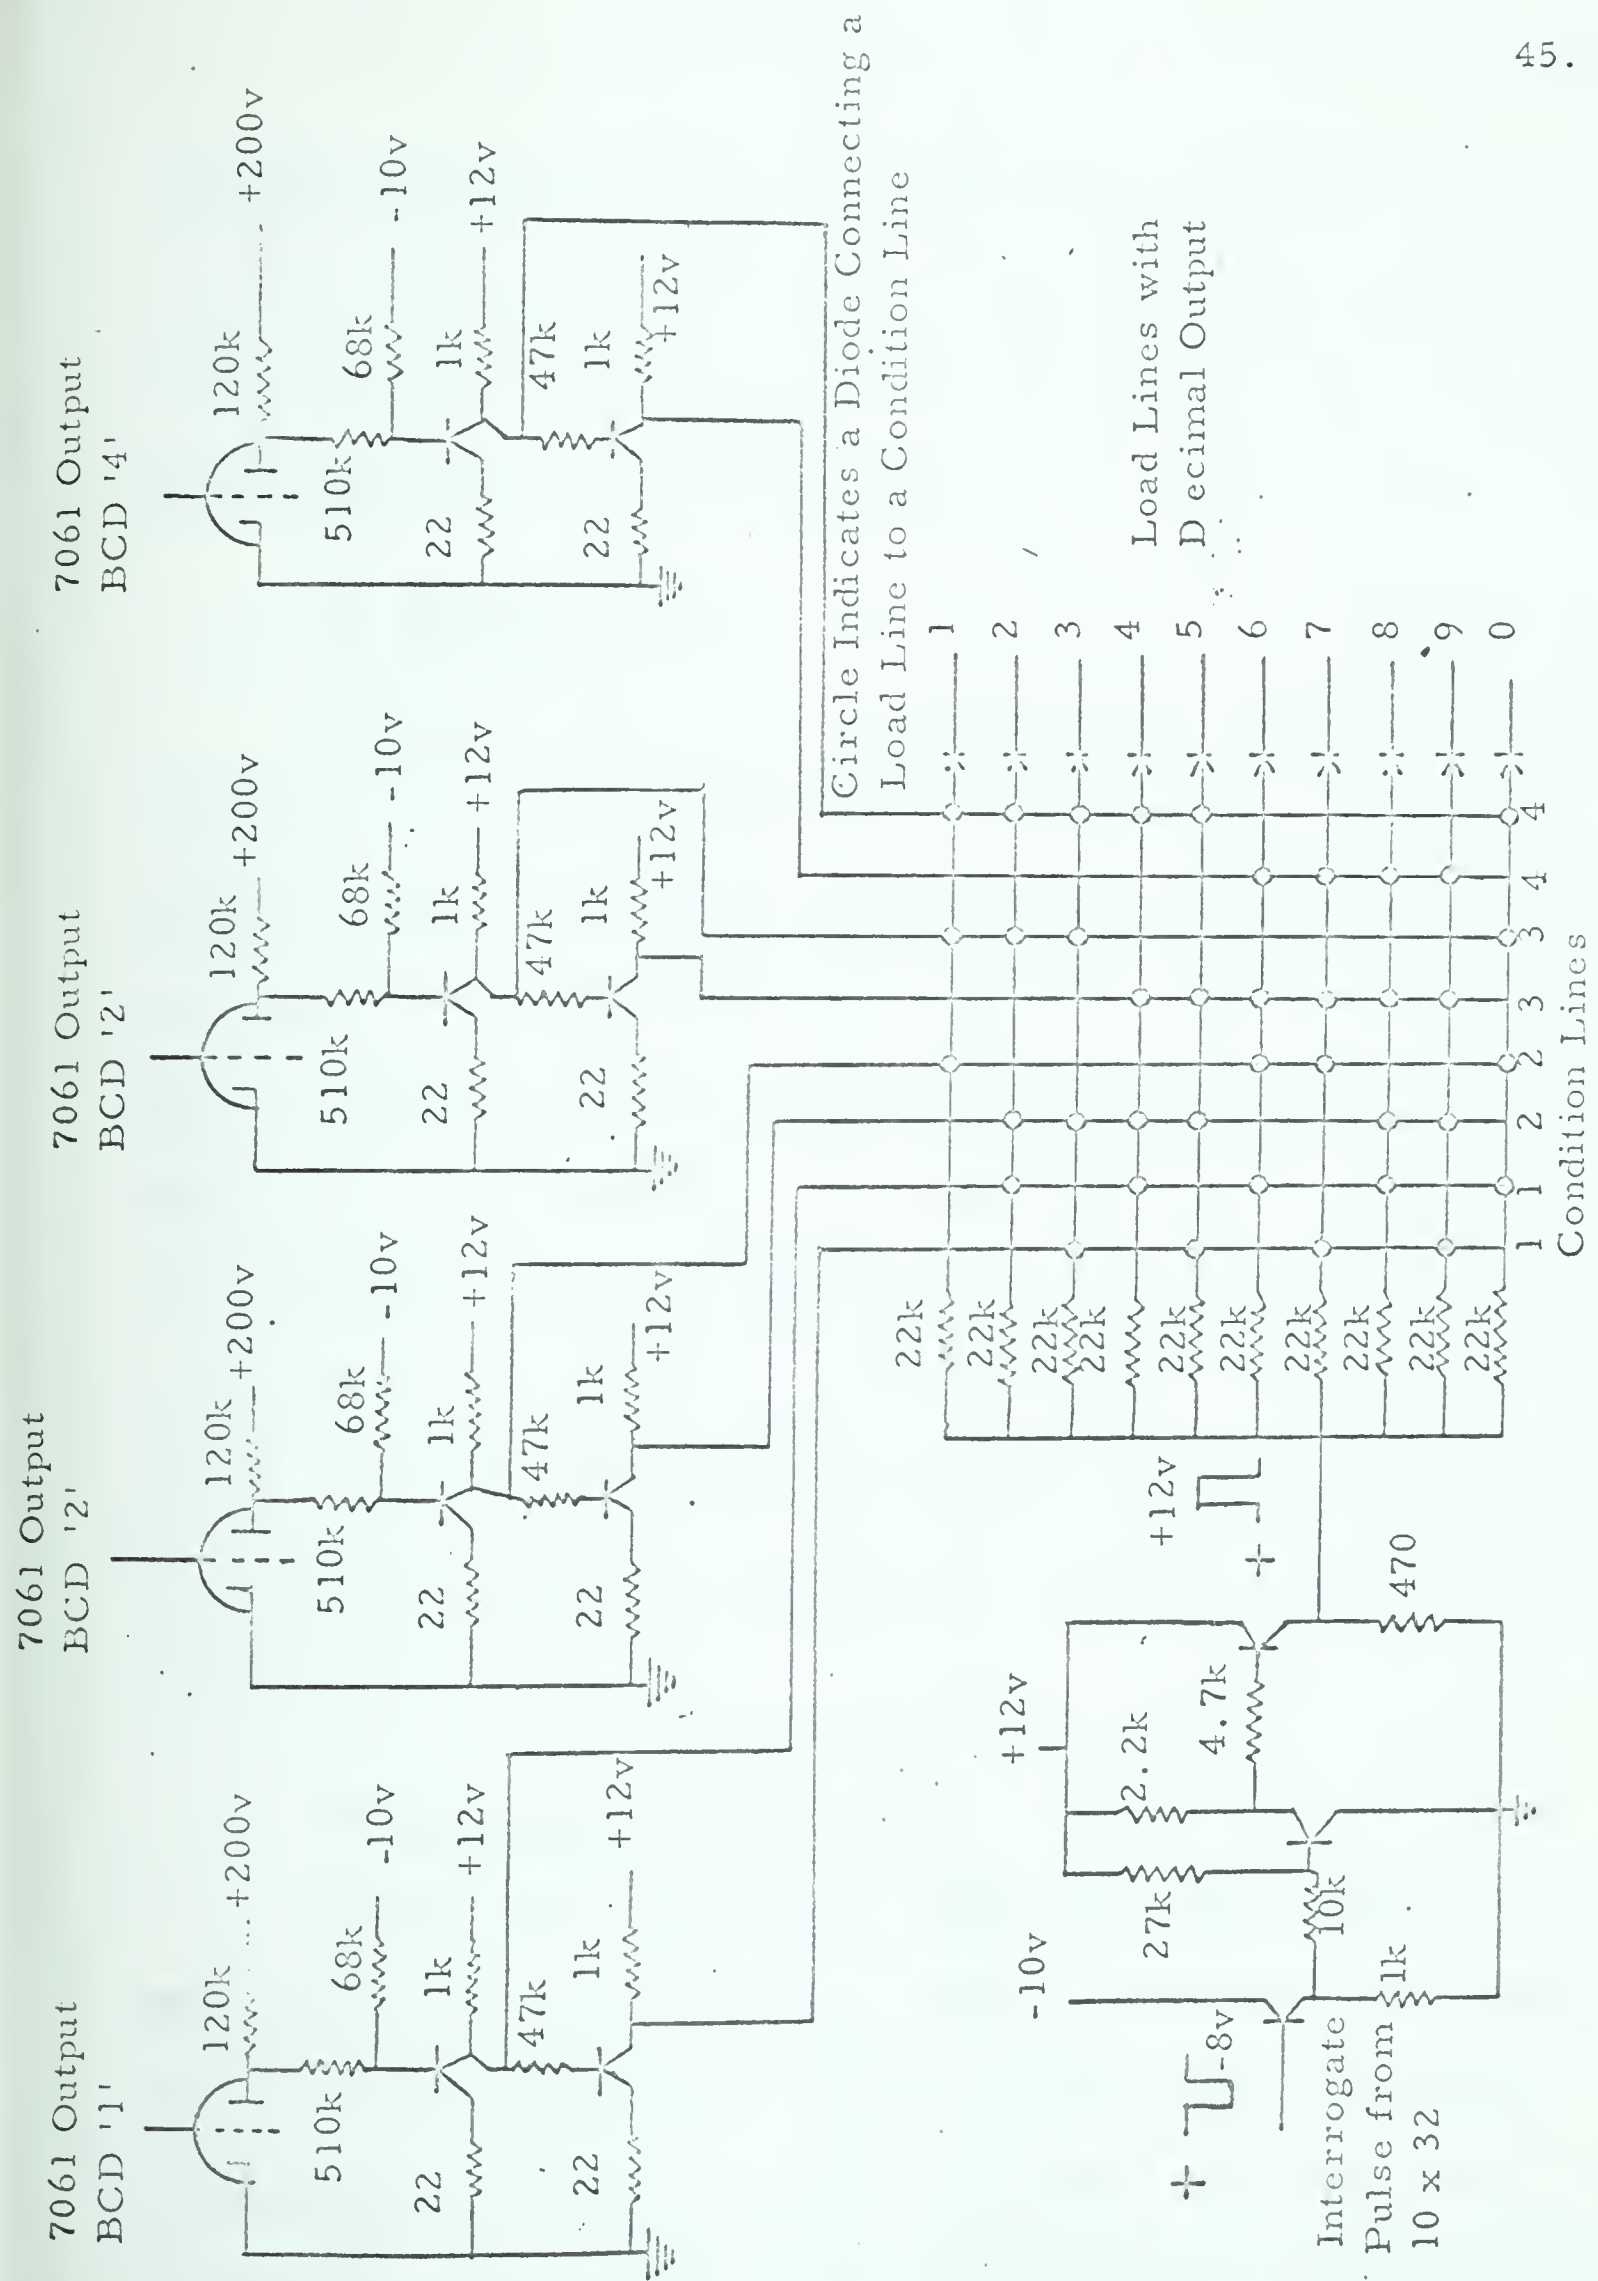 45.
7061 Output
BCD '1'
120k
+200v
510k
68k
-10v
22
1k
+12v
47k
22
1k
+12v
7061 Output
BCD '2'
120k
+200v
510k
68k
-10v
22
1k
+12v
47k
22
1k
+12v
7061 Output
BCD '2'
120k
+200v
510k
68k
-10v
22
1k
+12v
47k
22
1k
+12v
7061 Output
BCD '4'
120k
+200v
510k
68k
-10v
22
1k
+12v
47k
22
1k
+12v
Circle Indicates a Diode Connecting a
Load Line to a Condition Line
Load Lines with
D ecimal Output
22k
22k
22k
22k
22k
22k
22k
22k
22k
22k
1
2
3
4
5
6
7
8
9
0
1
1
2
2
3
3
4
4
Condition Lines
+
-8v
Interrogate
Pulse from
10 x 32
-10v
1k
10k
27k
+12v
2.2k
4.7k
470
+
+12v